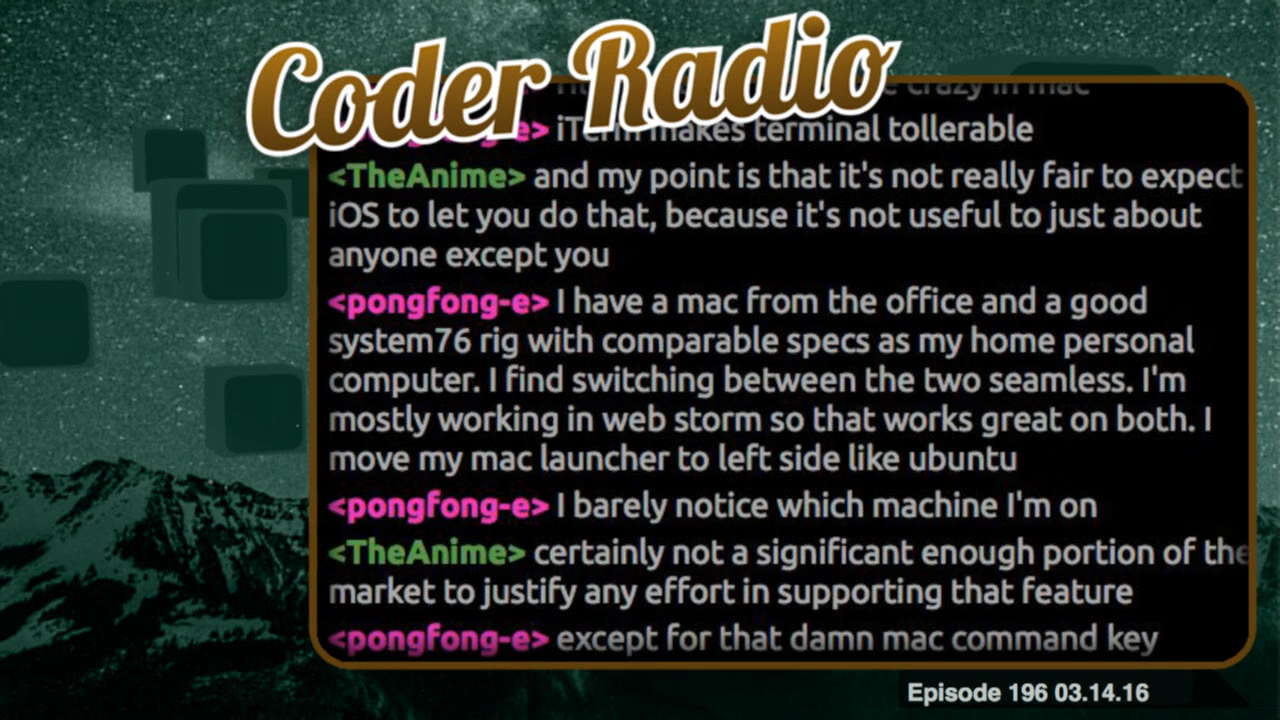 Coder Radio
crazy in mac
iTerm makes terminal tollerable
<TheAnime> and my point is that it's not really fair to expect
iOS to let you do that, because it's not useful to just about
anyone except you
<pongfong-e> I have a mac from the office and a good
system76 rig with comparable specs as my home personal
computer. I find switching between the two seamless. I'm
mostly working in web storm so that works great on both. I
move my mac launcher to left side like ubuntu
<pongfong-e> I barely notice which machine I'm on
<TheAnime> certainly not a significant enough portion of the
market to justify any effort in supporting that feature
<pongfong-e> except for that damn mac command key
Episode 196 03.14.16